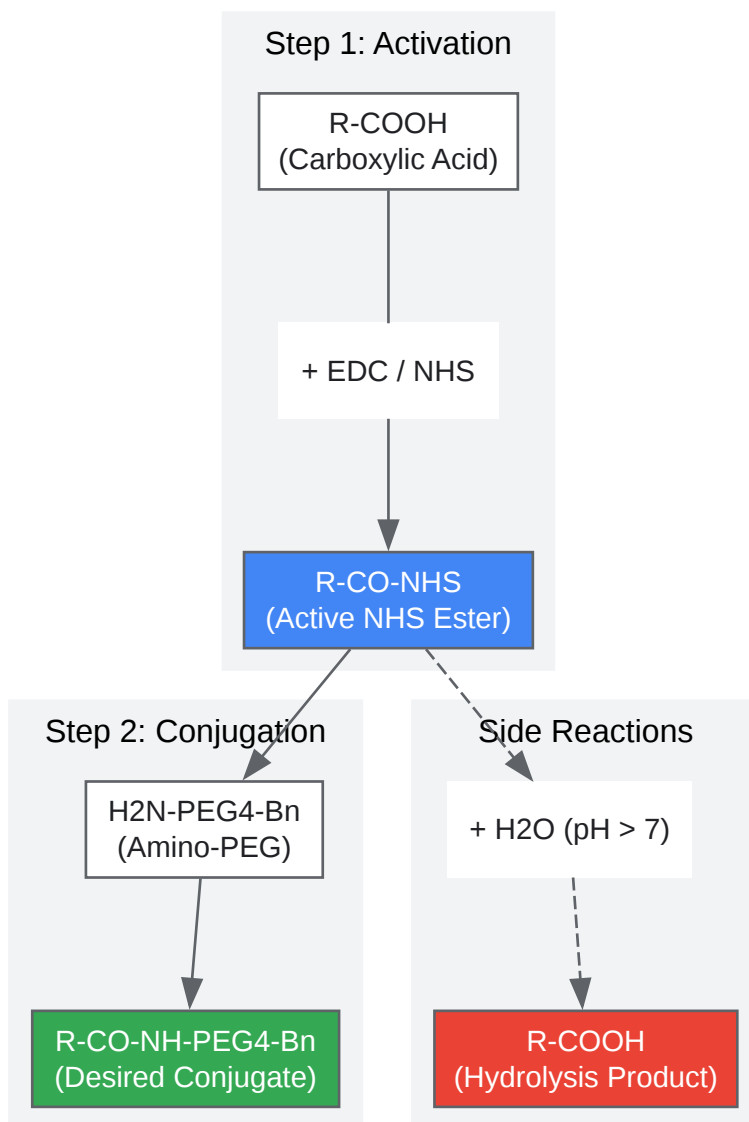 Step 1: Activation
R-COOH
(Carboxylic Acid)
+ EDC / NHS
R-CO-NHS
(Active NHS Ester)
Step 2: Conjugation
H2N-PEG4-Bn
(Amino-PEG)
R-CO-NH-PEG4-Bn
(Desired Conjugate)
Side Reactions
+ H2O (pH > 7)
R-COOH
(Hydrolysis Product)